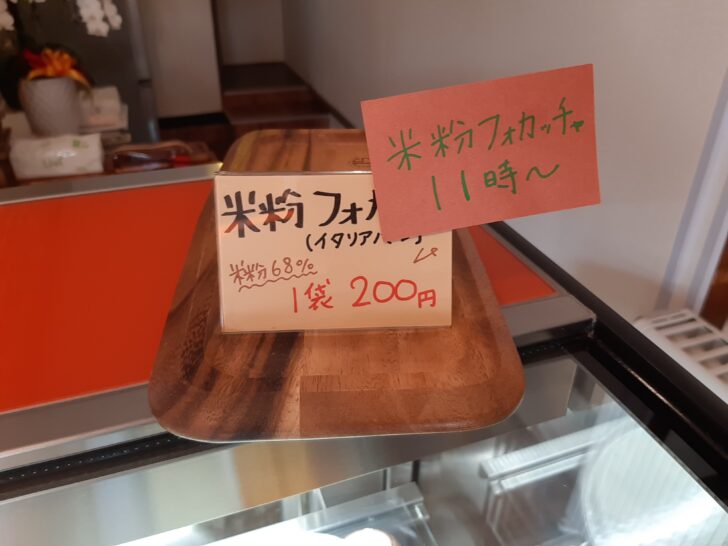 米粉フォカッチャ
11時～
米粉フォカ
(イタリアパン)
米粉68%
1袋 200円